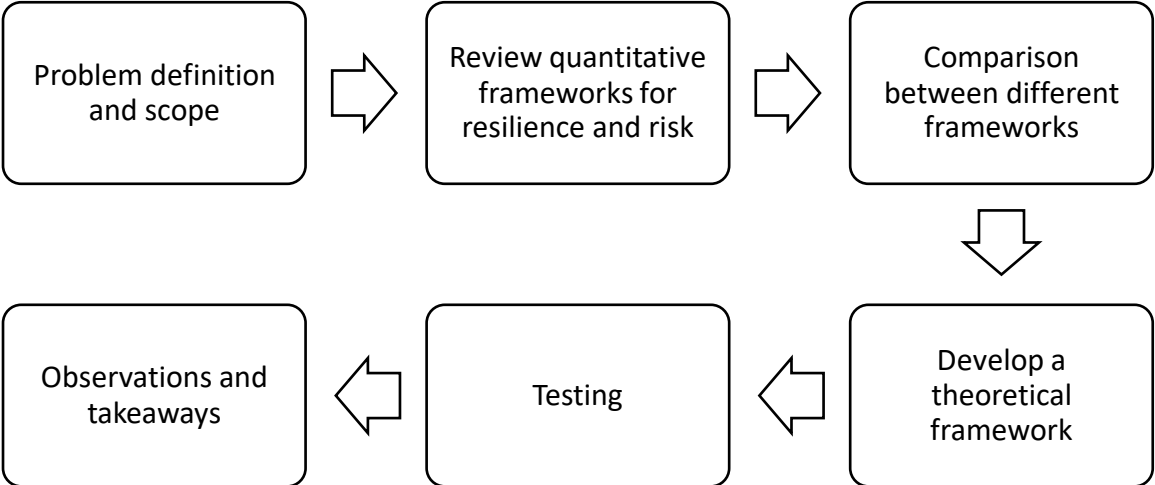 Problem definition
and scope
Review quantitative
frameworks for
resilience and risk
Comparison
between different
frameworks
Develop a
theoretical
framework
Testing
Observations and
takeaways